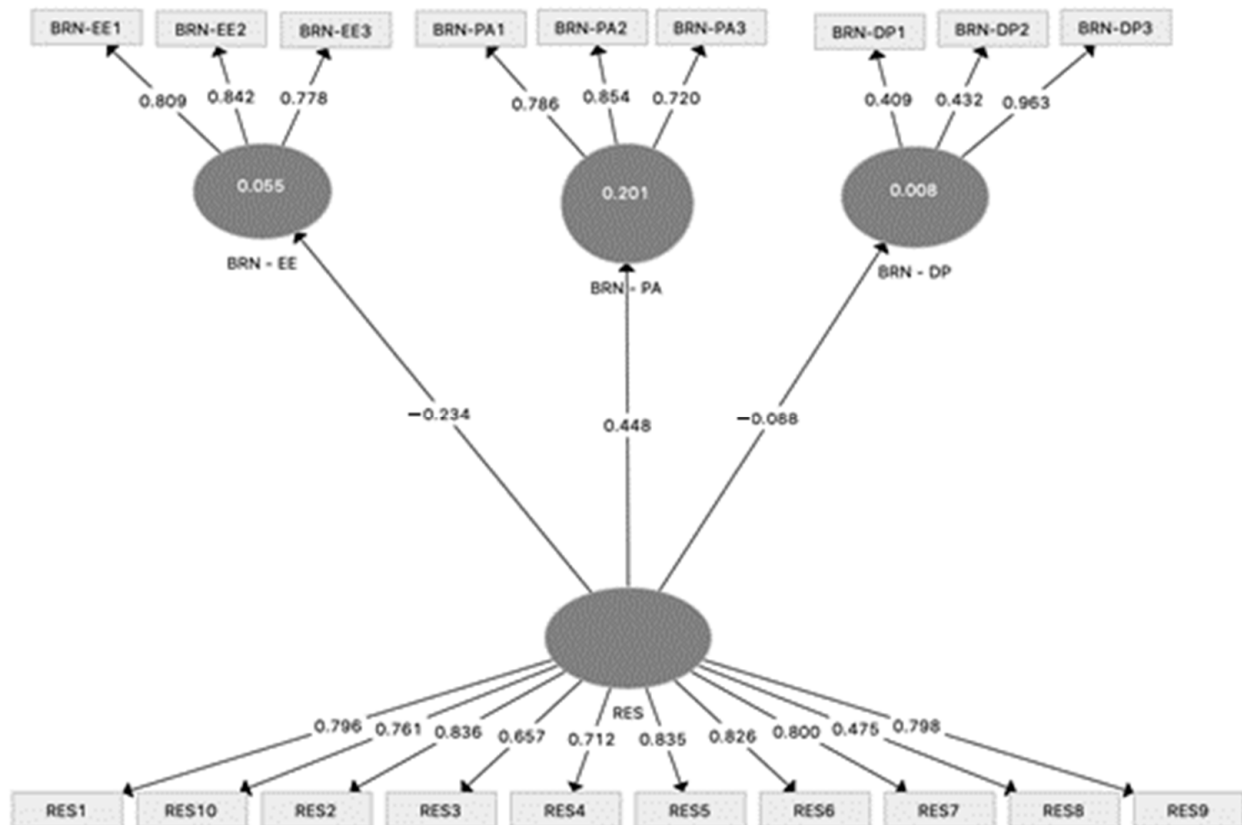 BRN-EE1 BRN-EE2 BRN-EE3 BRN-PA1 BRN-PA2 BRN-PA3 BRN-DP1 BRN-DP2 BRN-DP3
0.809 0.842 0.778 0.786 0.854 0.720 0.409 0.432 0.963
0.055 0.201 0.008
BRN - EE BRN - PA BRN - DP
−0.234 0.448 −0.088
RES
0.796 0.761 0.836 0.657 0.712 0.835 0.826 0.800 0.475 0.798
RES1 RES10 RES2 RES3 RES4 RES5 RES6 RES7 RES8 RES9